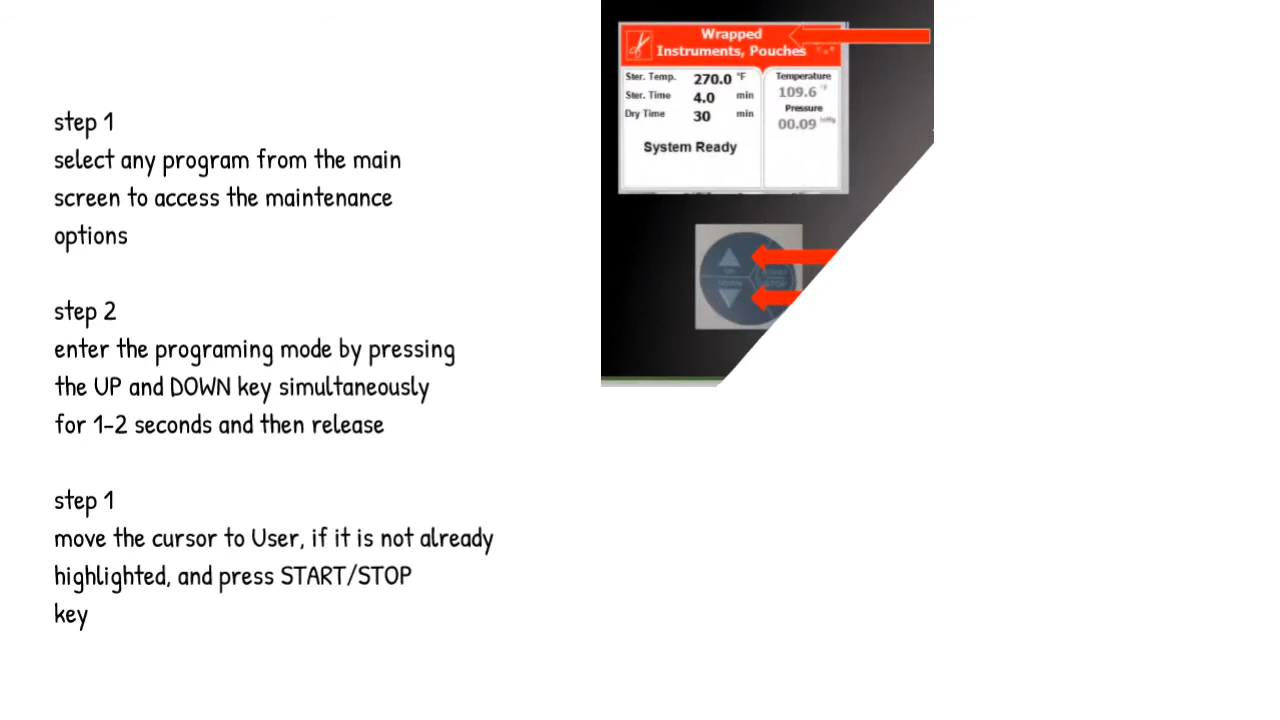 step 1
select any program from the main
screen to access the maintenance
options
step 2
enter the programing mode by pressing
the UP and DOWN key simultaneously
for 1-2 seconds and then release
step 1
move the cursor to User, if it is not already
highlighted, and press START/STOP
key
Wrapped
Instruments, Pouches
Ster. Temp. 270.0 °F
Ster. Time 4.0 min
Dry Time 30 min
System Ready
Temperature
109.6 °F
Pressure
00.09
UP
DOWN
STOP